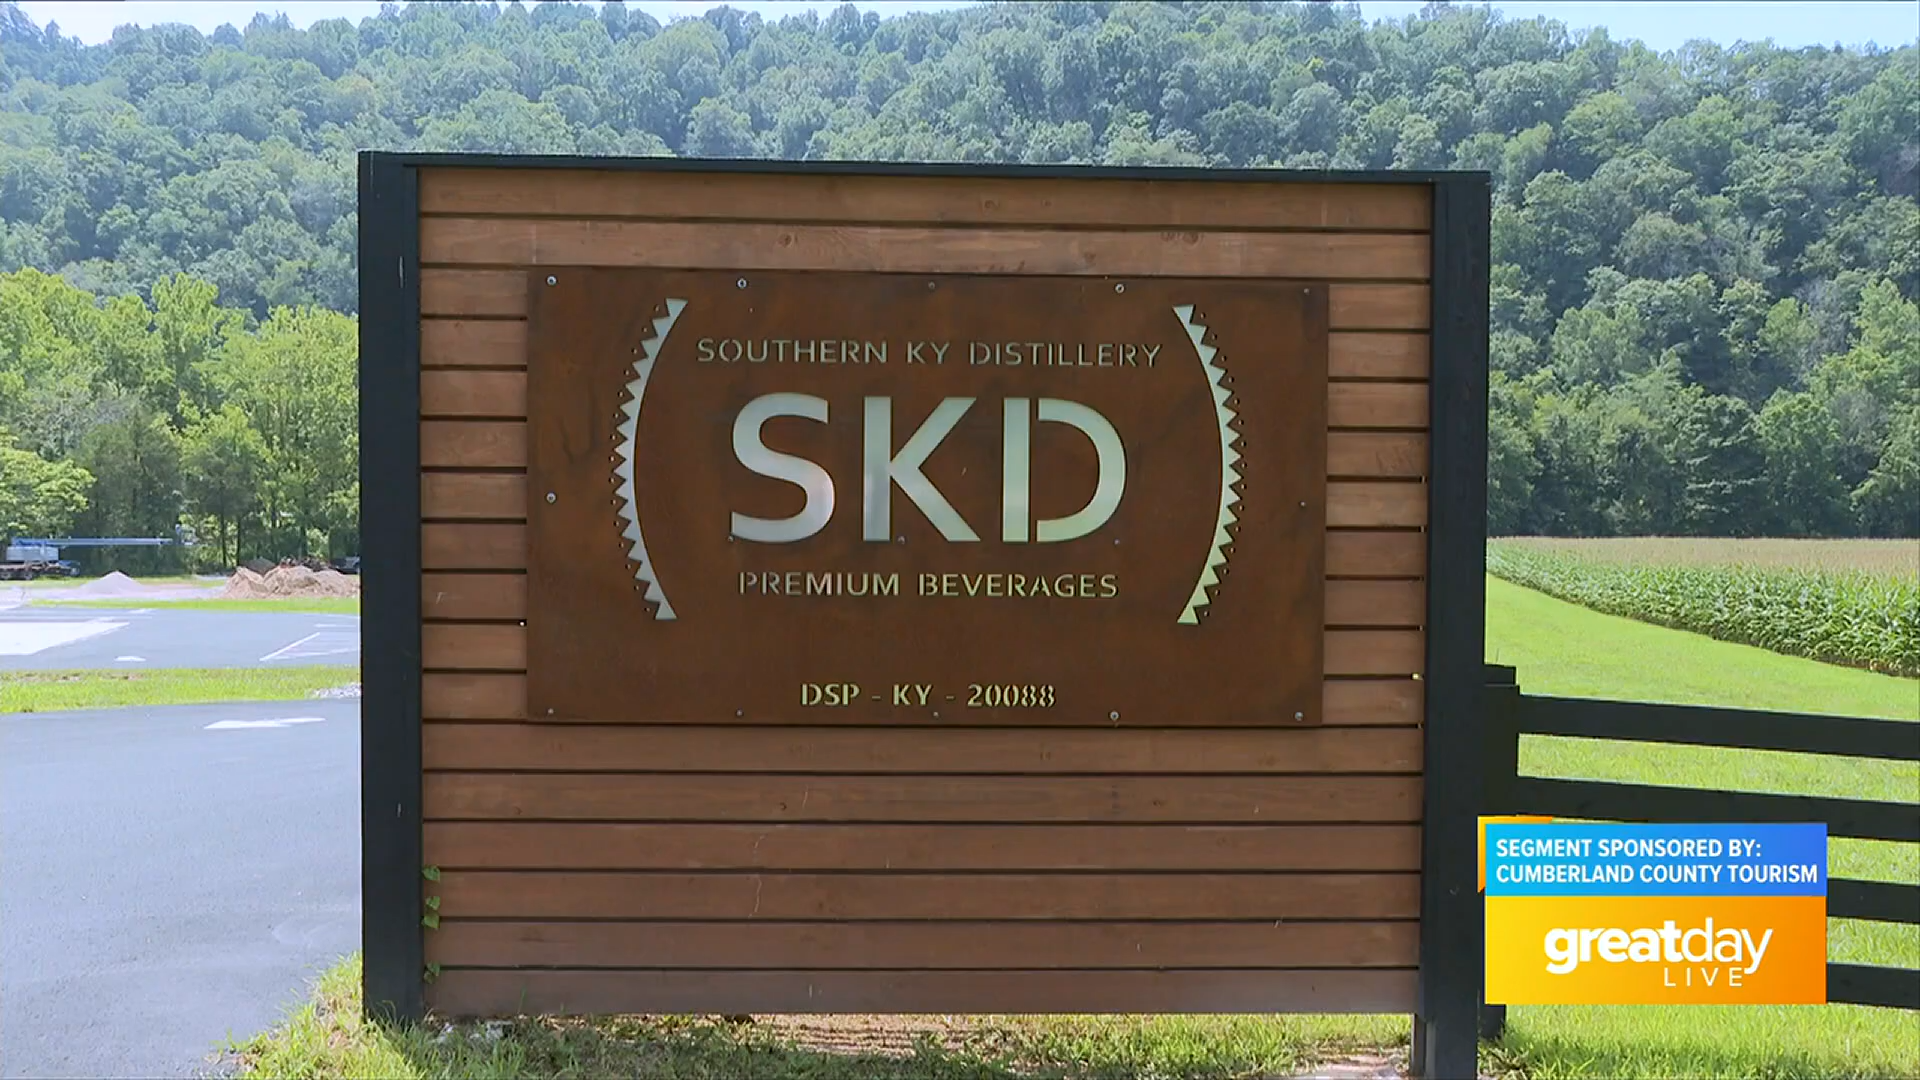 SOUTHERN KY DISTILLERY
SKD
PREMIUM BEVERAGES
DSP - KY - 20088
SEGMENT SPONSORED BY:
CUMBERLAND COUNTY TOURISM
greatday
LIVE